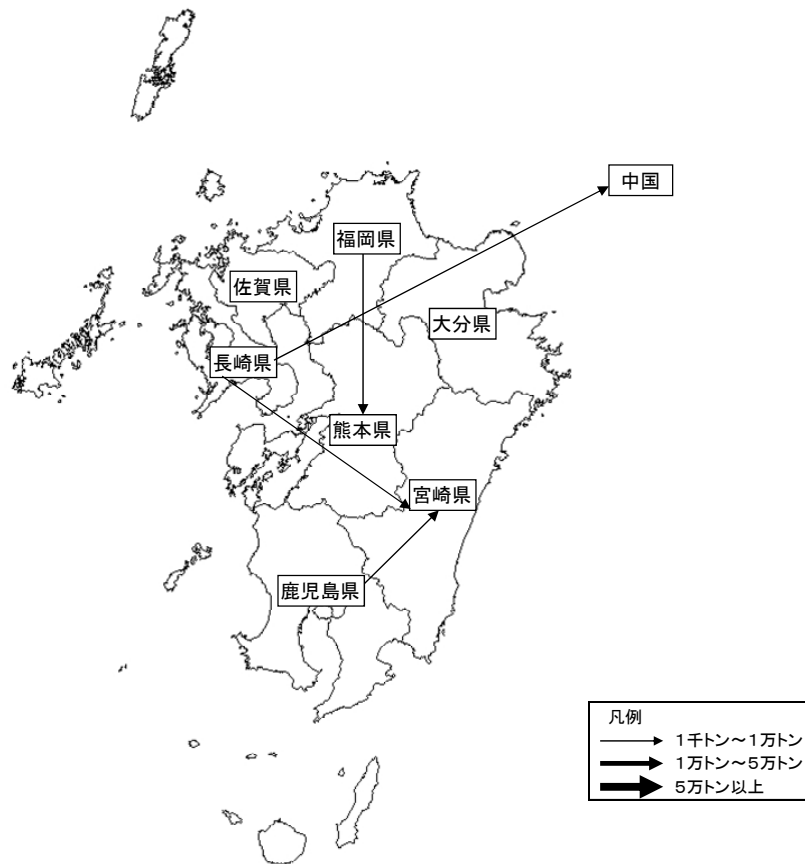 中国
福岡県
佐賀県
大分県
長崎県
熊本県
宮崎県
鹿児島県
凡例
1千トン~1万トン
1万トン~5万トン
5万トン以上